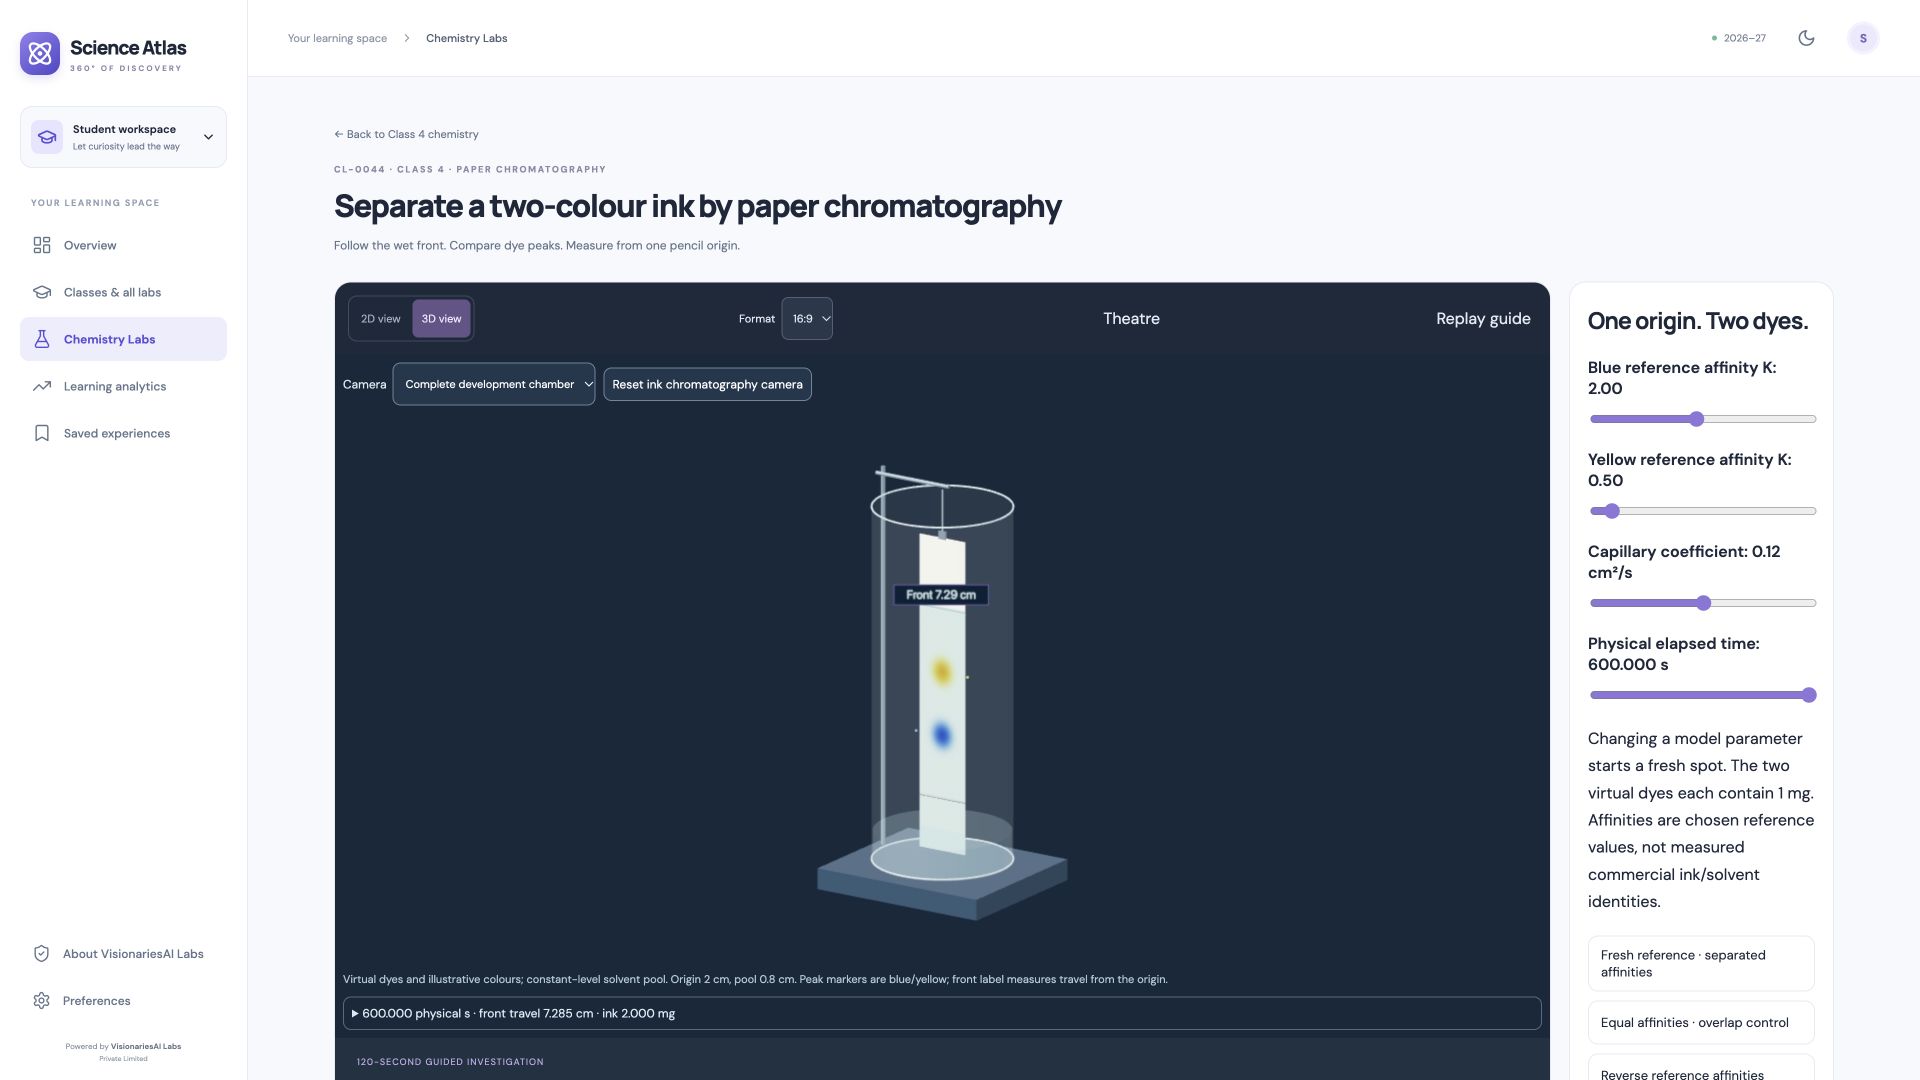 Science Atlas
360° OF DISCOVERY
Student workspace
Let curiosity lead the way
YOUR LEARNING SPACE
Overview
Classes & all labs
Chemistry Labs
Learning analytics
Saved experiences
About VisionariesAI Labs
Preferences
Powered by VisionariesAI Labs
Private Limited
Your learning space
Chemistry Labs
2026–27
S
← Back to Class 4 chemistry
CL-0044 · CLASS 4 · PAPER CHROMATOGRAPHY
Separate a two-colour ink by paper chromatography
Follow the wet front. Compare dye peaks. Measure from one pencil origin.
2D view
3D view
Format
16:9
Theatre
Replay guide
Camera
Complete development chamber
Reset ink chromatography camera
Front 7.29 cm
Virtual dyes and illustrative colours; constant-level solvent pool. Origin 2 cm, pool 0.8 cm. Peak markers are blue/yellow; front label measures travel from the origin.
▶ 600.000 physical s · front travel 7.285 cm · ink 2.000 mg
120-SECOND GUIDED INVESTIGATION
One origin. Two dyes.
Blue reference affinity K:
2.00
Yellow reference affinity K:
0.50
Capillary coefficient: 0.12
cm²/s
Physical elapsed time:
600.000 s
Changing a model parameter
starts a fresh spot. The two
virtual dyes each contain 1 mg.
Affinities are chosen reference
values, not measured
commercial ink/solvent
identities.
Fresh reference · separated
affinities
Equal affinities · overlap control
Reverse reference affinities